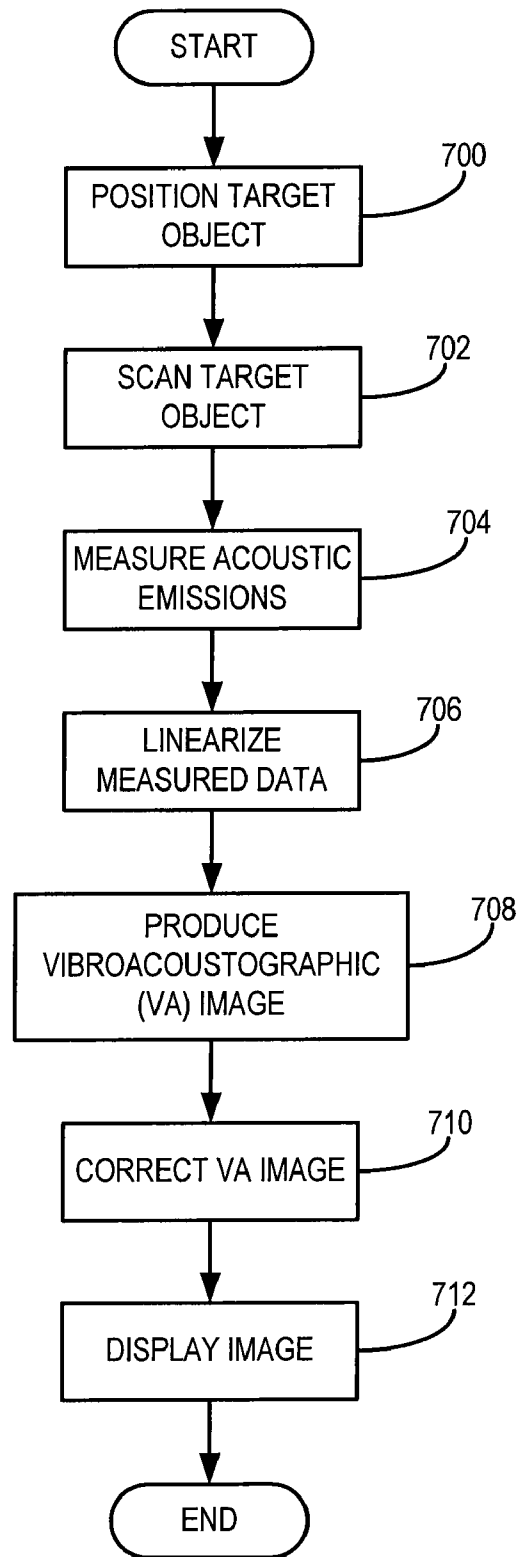 START
700
POSITION TARGET
OBJECT
702
SCAN TARGET
OBJECT
704
MEASURE ACOUSTIC
EMISSIONS
706
LINEARIZE
MEASURED DATA
708
PRODUCE
VIBROACOUSTOGRAPHIC
(VA) IMAGE
710
CORRECT VA IMAGE
712
DISPLAY IMAGE
END